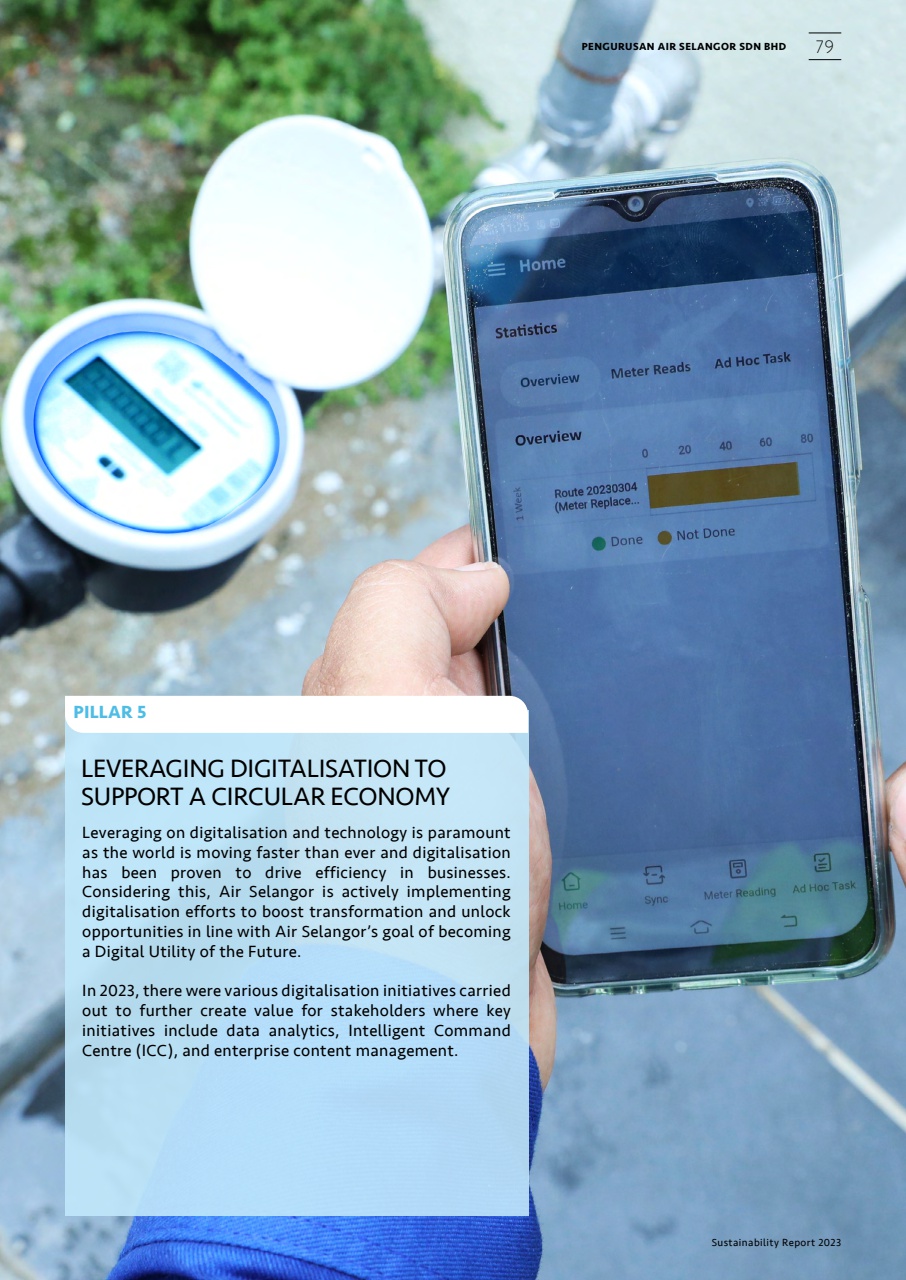 PENGURUSAN AIR SELANGOR SDN BHD 79
11:25
Home
Statistics
Overview Meter Reads Ad Hoc Task
Overview
0 20 40 60 80
1 Week
Route 20230304
(Meter Replace...
Done Not Done
Home Sync Meter Reading Ad Hoc Task
PILLAR 5
LEVERAGING DIGITALISATION TO
SUPPORT A CIRCULAR ECONOMY
Leveraging on digitalisation and technology is paramount
as the world is moving faster than ever and digitalisation
has been proven to drive efficiency in businesses.
Considering this, Air Selangor is actively implementing
digitalisation efforts to boost transformation and unlock
opportunities in line with Air Selangor’s goal of becoming
a Digital Utility of the Future.
In 2023, there were various digitalisation initiatives carried
out to further create value for stakeholders where key
initiatives include data analytics, Intelligent Command
Centre (ICC), and enterprise content management.
Sustainability Report 2023